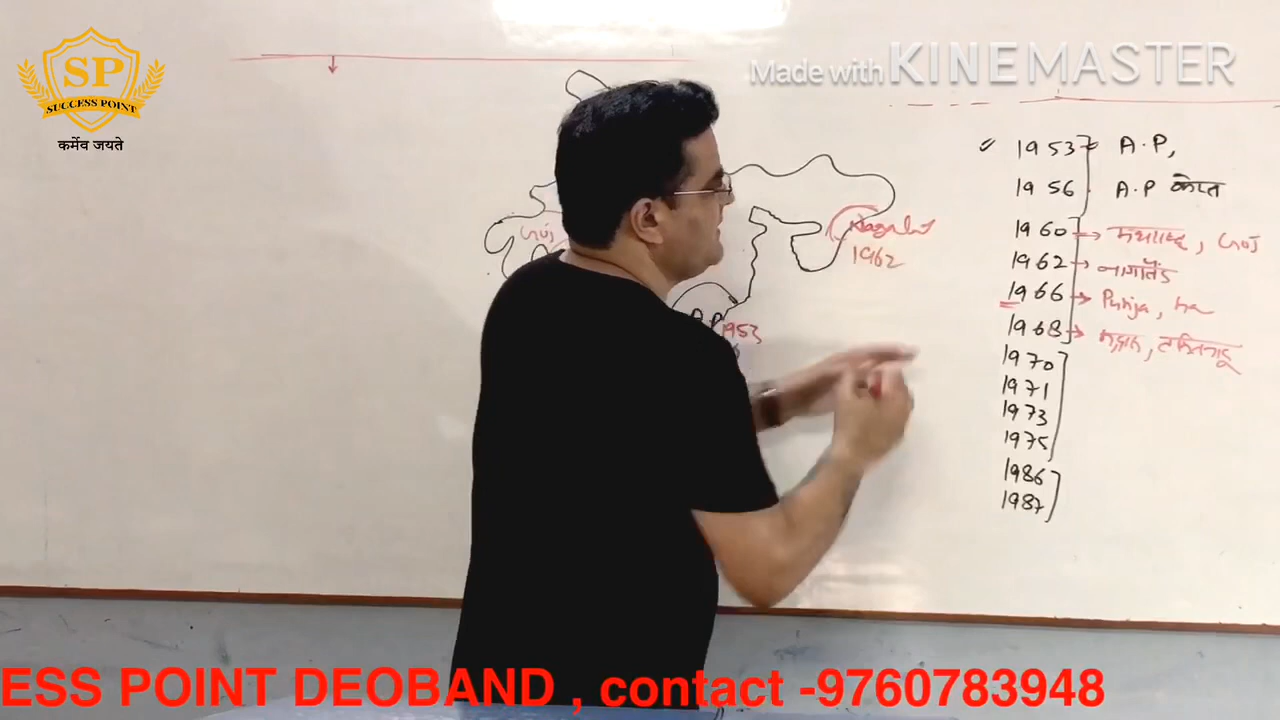 SP
SUCCESS POINT
कर्मेव जयते
Made with KINEMASTER
1953 A.P,
1956 A.P केरल
1960 → महाराष्ट्र, गुज
1962 → नागालैंड
1966 → Punja, ha
1968 → मद्रास, तमिलनाडू
1970
1971
1973
1975
1986
1987
गुज
1962
A.P
1953
ESS POINT DEOBAND , contact -9760783948